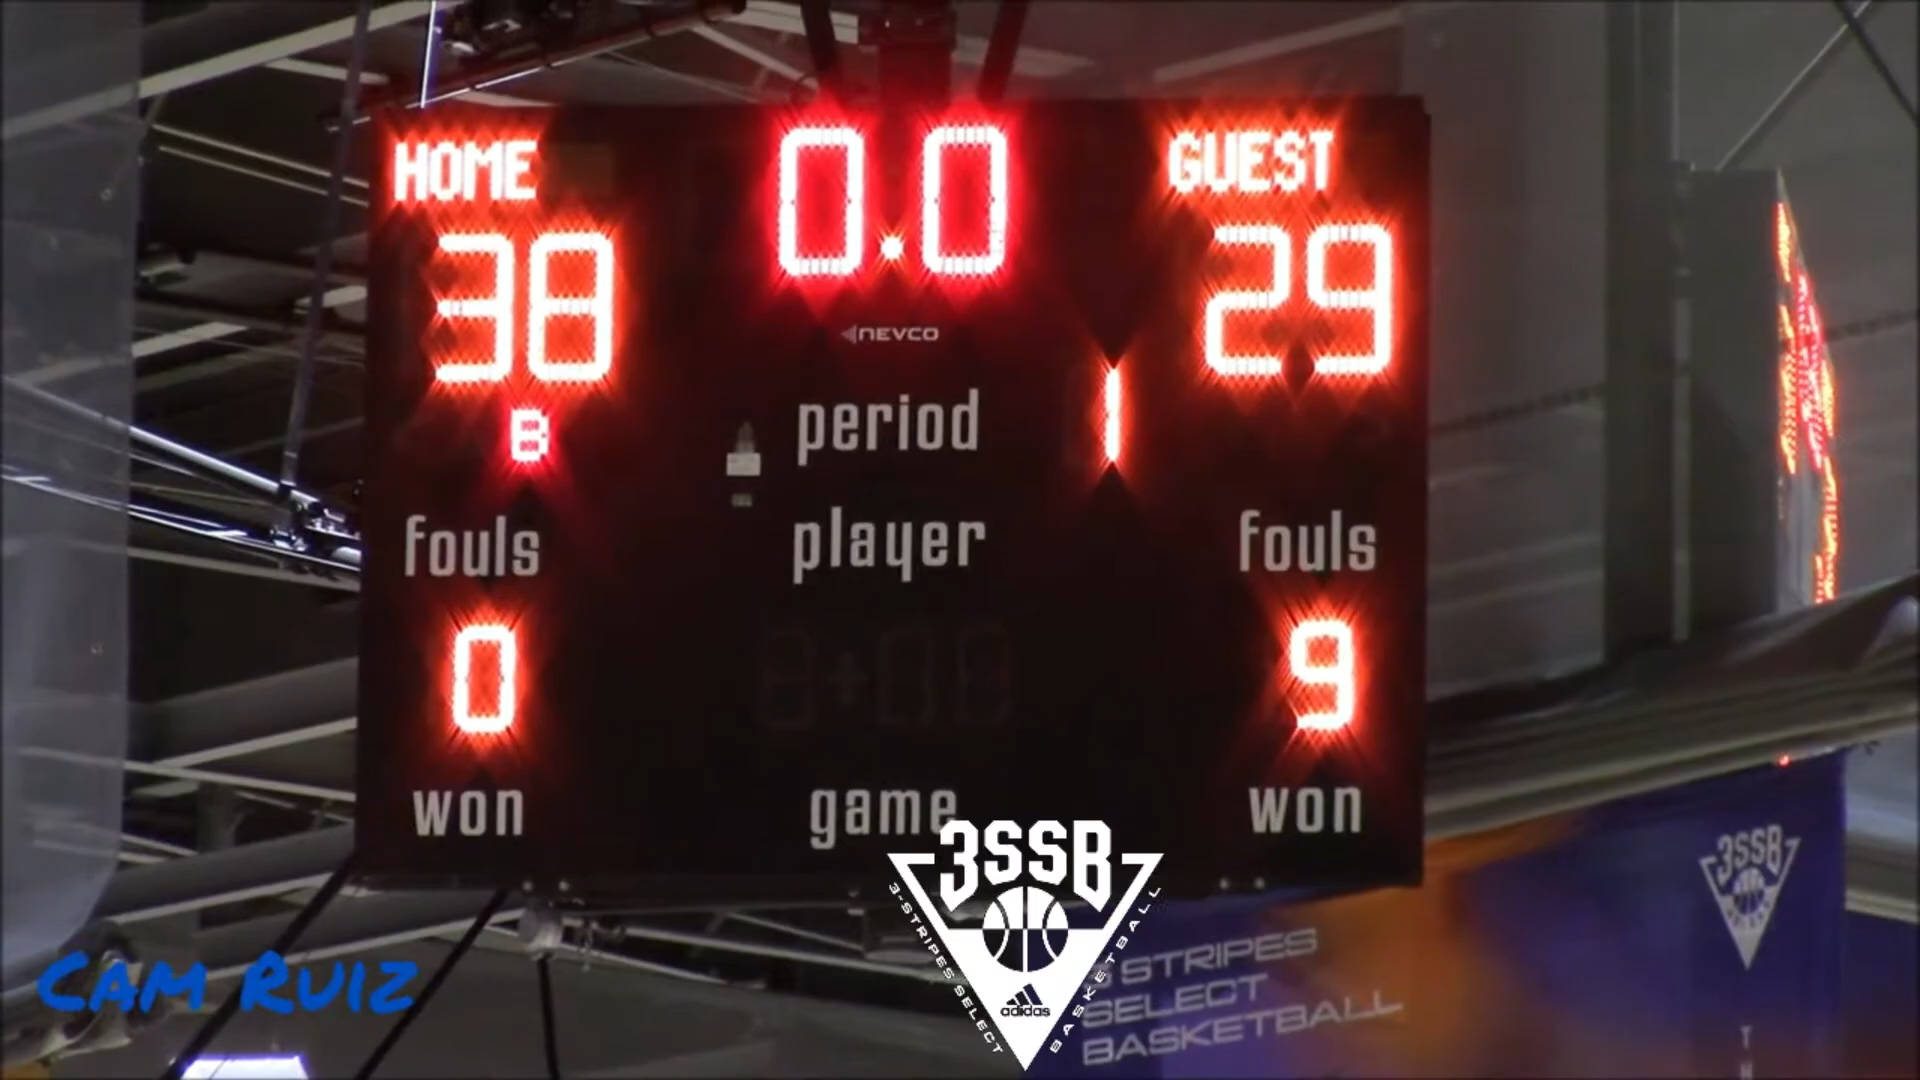 HOME 0.0 GUEST
38 29
NEVCO
B period 1
fouls player fouls
0 9
won game won
3SSB
3-STRIPES SELECT BASKETBALL
adidas
Cam Ruiz
3 STRIPES
SELECT
BASKETBALL
3SSB
T
H